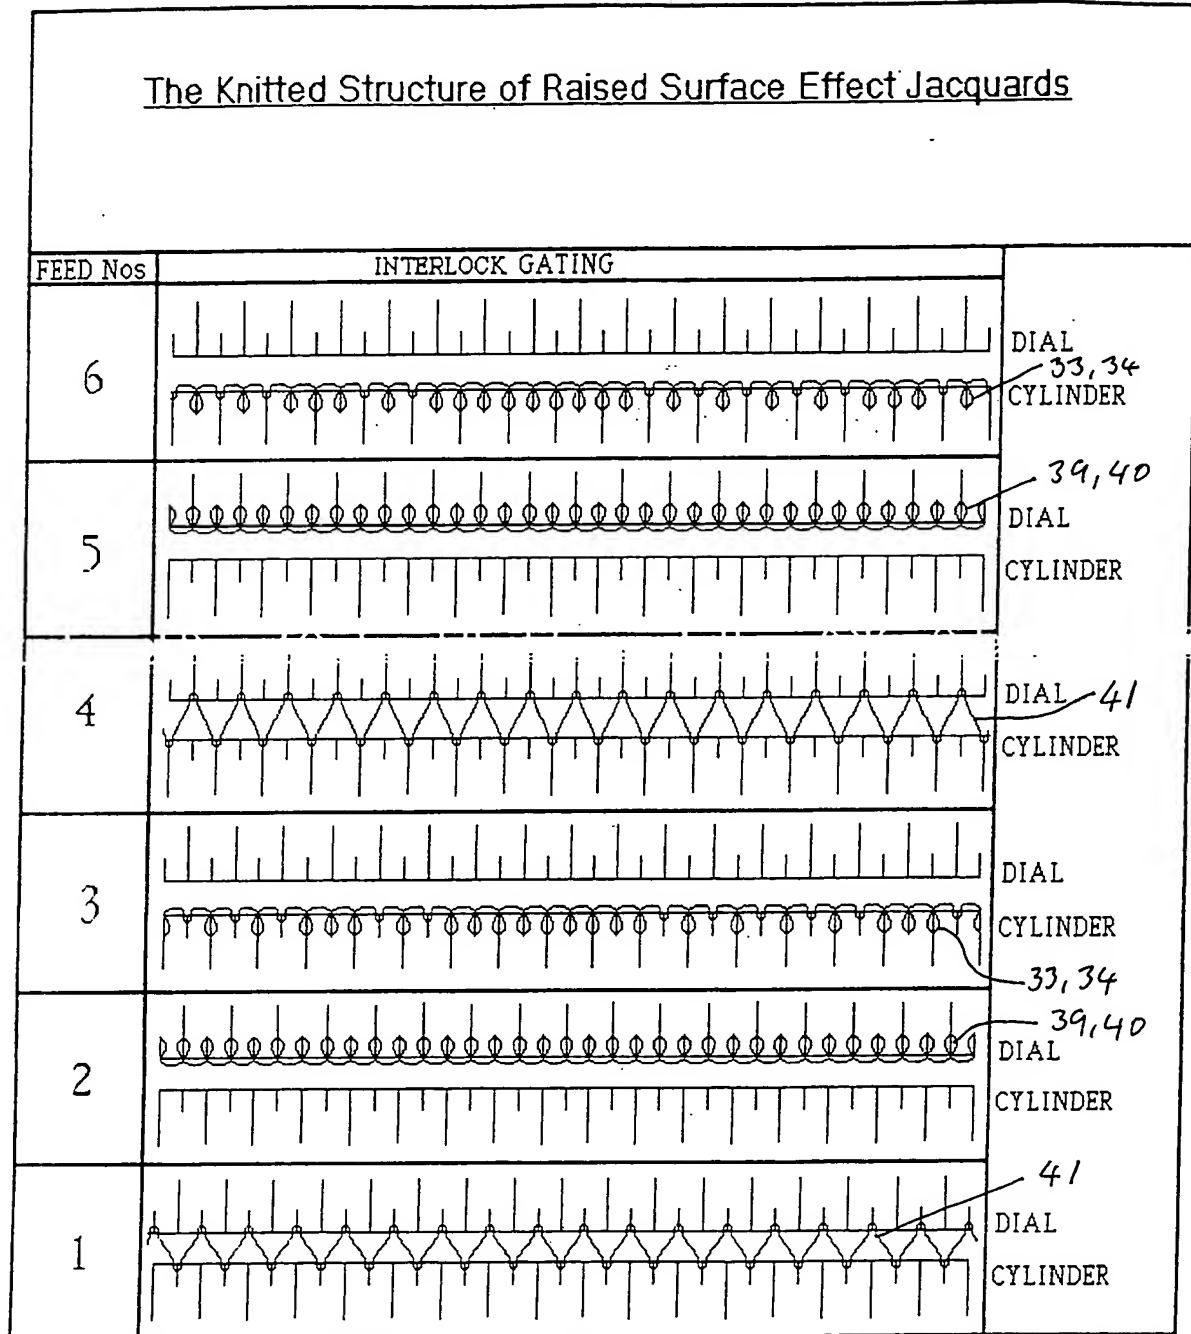 The Knitted Structure of Raised Surface Effect Jacquards
FEED Nos INTERLOCK GATING
6
DIAL
33,34
CYLINDER
5
39,40
DIAL
CYLINDER
4
DIAL 41
CYLINDER
3
DIAL
CYLINDER
33,34
2
39,40
DIAL
CYLINDER
1
41
DIAL
CYLINDER